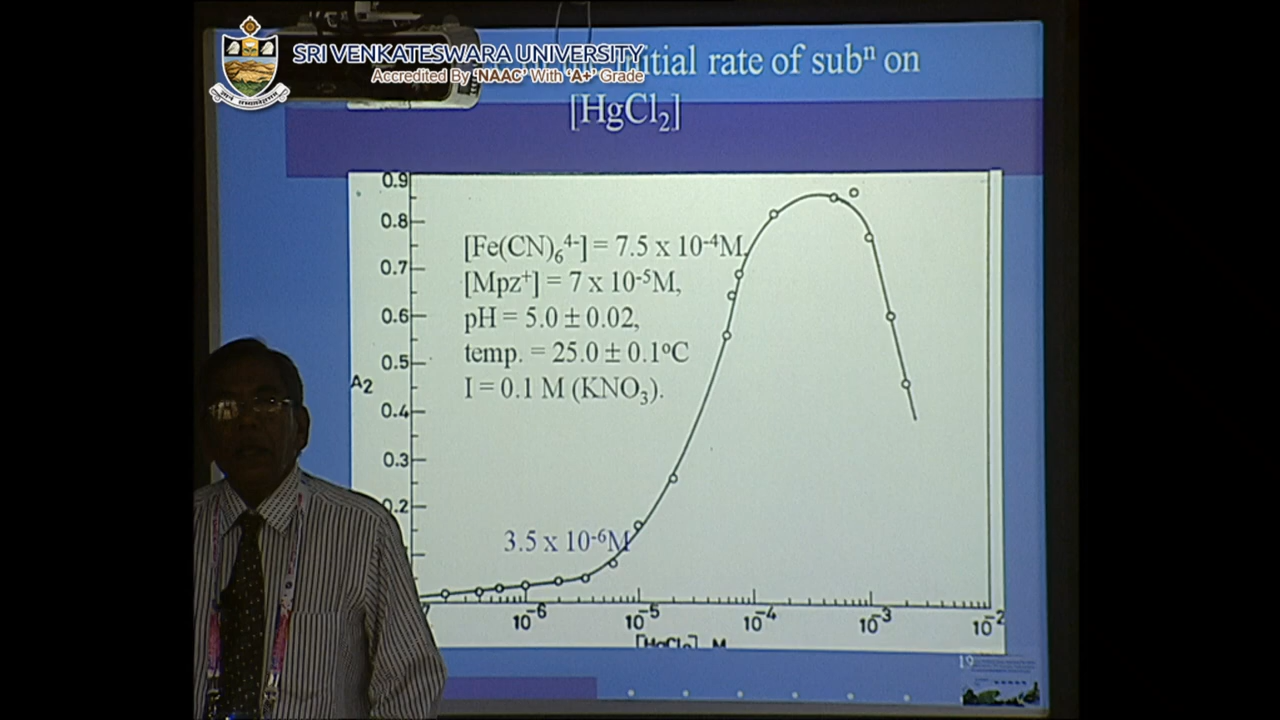 SRI VENKATESWARA UNIVERSITY
Accredited By 'NAAC' With 'A+' Grade
initial rate of subⁿ on
[HgCl₂]
0.9
0.8
0.7
0.6
0.5
A₂
0.4
0.3
0.2
[Fe(CN)₆⁴⁻] = 7.5 x 10⁻⁴M,
[Mpz⁺] = 7 x 10⁻⁵M,
pH = 5.0 ± 0.02,
temp. = 25.0 ± 0.1°C
I = 0.1 M (KNO₃).
3.5 x 10⁻⁶M
10⁻⁶ 10⁻⁵ 10⁻⁴ 10⁻³ 10⁻²
[HgCl₂], M
19